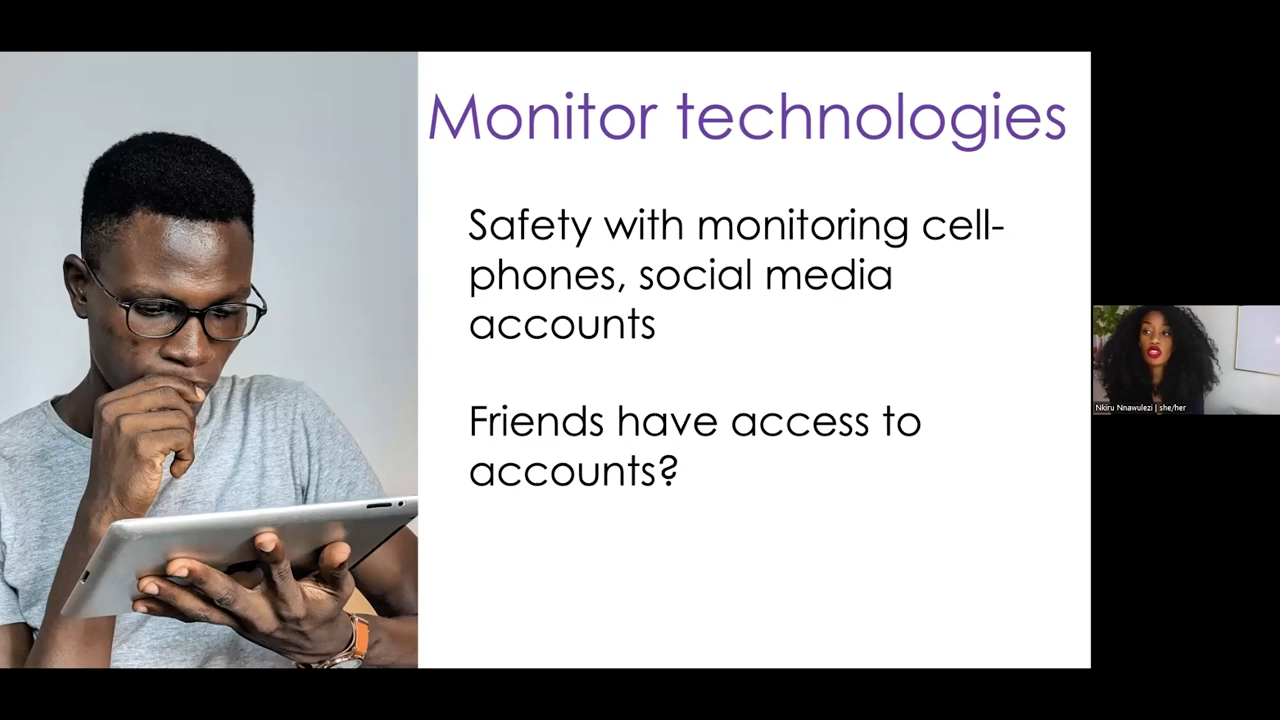 Monitor technologies
Safety with monitoring cell-
phones, social media
accounts
Friends have access to
accounts?
Nkiru Nnawulezi | she/her